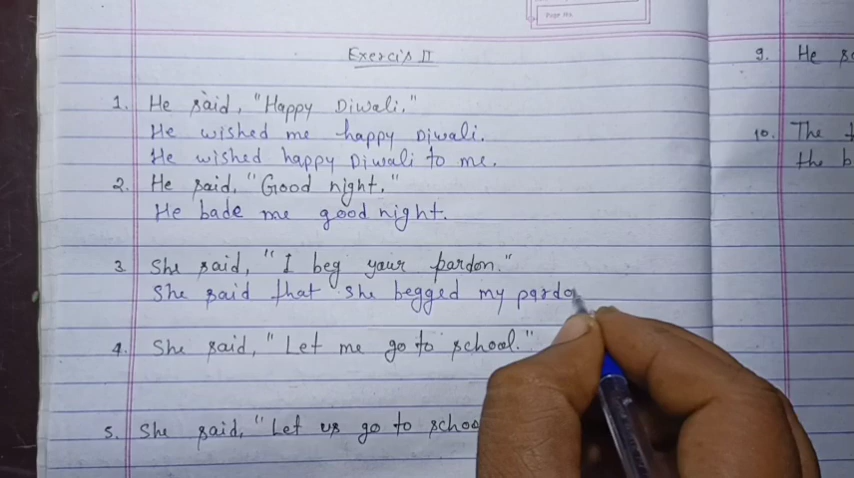 Page No.
Exercis II
1. He said, "Happy Diwali."
He wished me happy Diwali.
He wished happy Diwali to me.
2. He said, "Good night."
He bade me good night.
3. She said, "I beg your pardon."
She said that she begged my pardo
4. She said, "Let me go to school."
5. She said, "Let us go to schoo
9. He s
10. The
the b